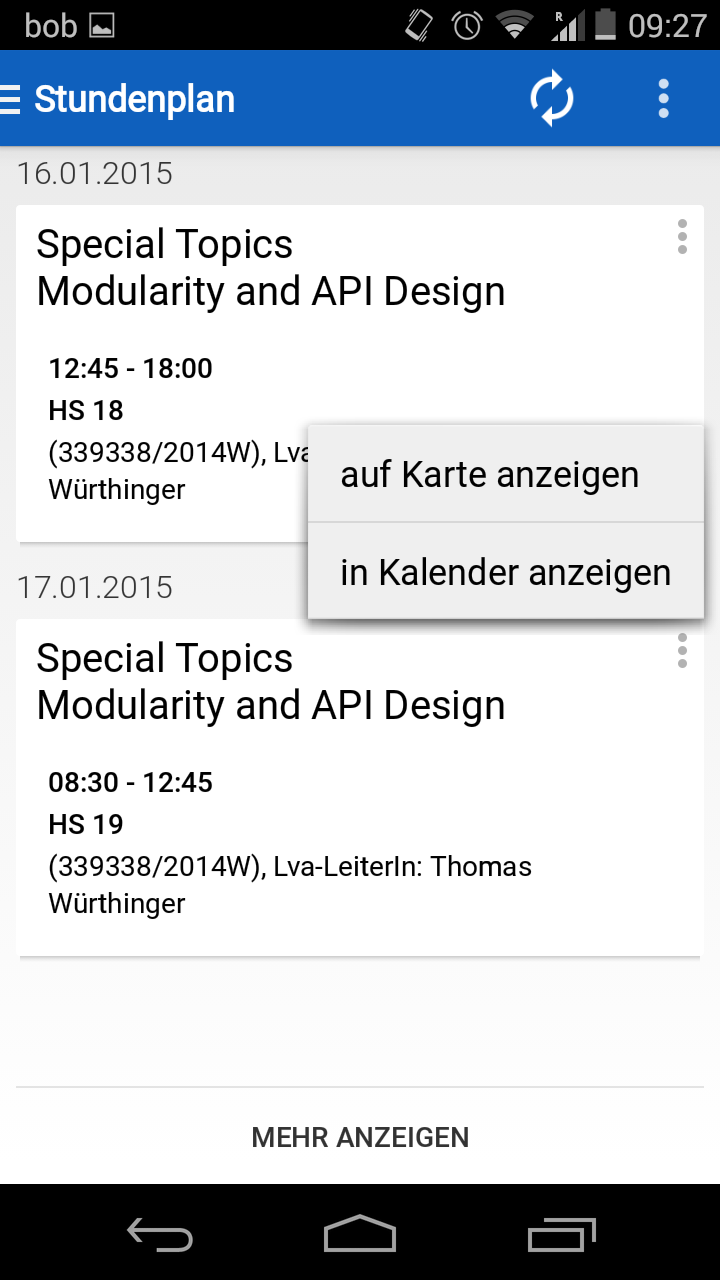 bob
R
09:27
Stundenplan
16.01.2015
Special Topics
Modularity and API Design
12:45 - 18:00
HS 18
(339338/2014W), Lva
Würthinger
auf Karte anzeigen
in Kalender anzeigen
17.01.2015
Special Topics
Modularity and API Design
08:30 - 12:45
HS 19
(339338/2014W), Lva-LeiterIn: Thomas
Würthinger
MEHR ANZEIGEN